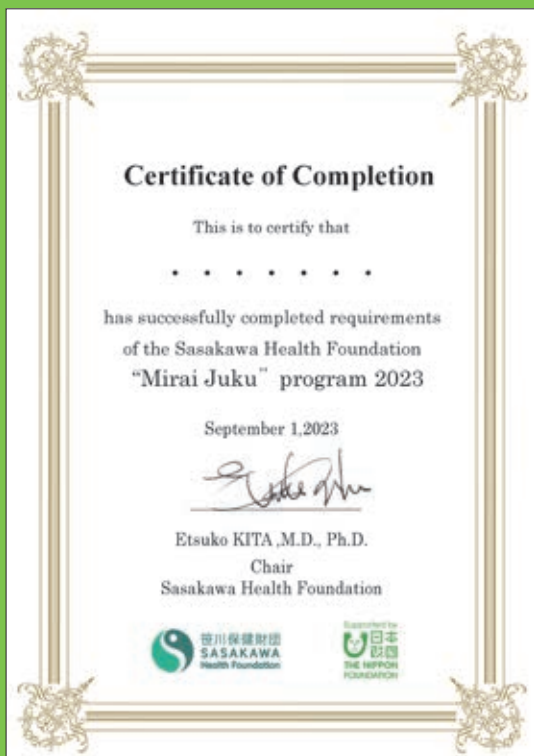 Certificate of Completion
This is to certify that
・・・・・・・
has successfully completed requirements
of the Sasakawa Health Foundation
“Mirai Juku” program 2023
September 1,2023
Etsuko KITA ,M.D., Ph.D.
Chair
Sasakawa Health Foundation
笹川保健財団
SASAKAWA
Health Foundation
Supported by
日本
財団
THE NIPPON
FOUNDATION